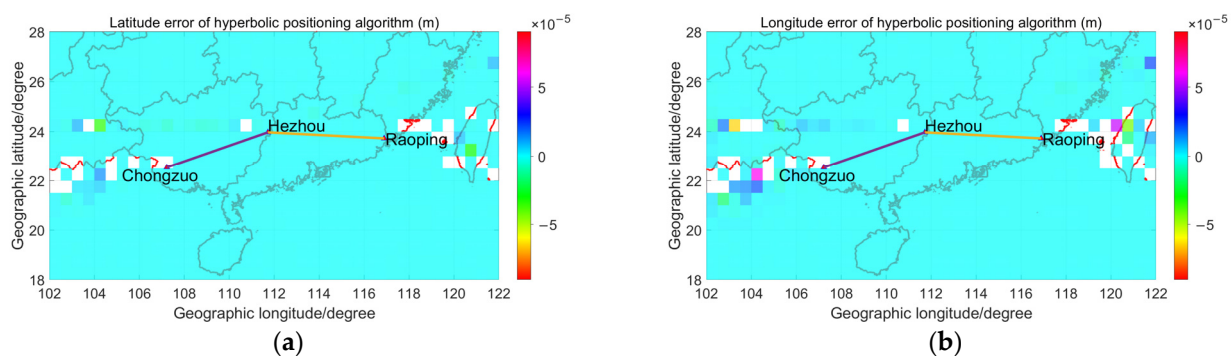 Latitude error of hyperbolic positioning algorithm (m)
×10⁻⁵
28
26
24
22
20
18
Geographic latitude/degree
Hezhou
Raoping
Chongzuo
5
0
−5
102 104 106 108 110 112 114 116 118 120 122
Geographic longitude/degree
(a)
Longitude error of hyperbolic positioning algorithm (m)
×10⁻⁵
28
26
24
22
20
18
Geographic latitude/degree
Hezhou
Raoping
Chongzuo
5
0
−5
102 104 106 108 110 112 114 116 118 120 122
Geographic longitude/degree
(b)